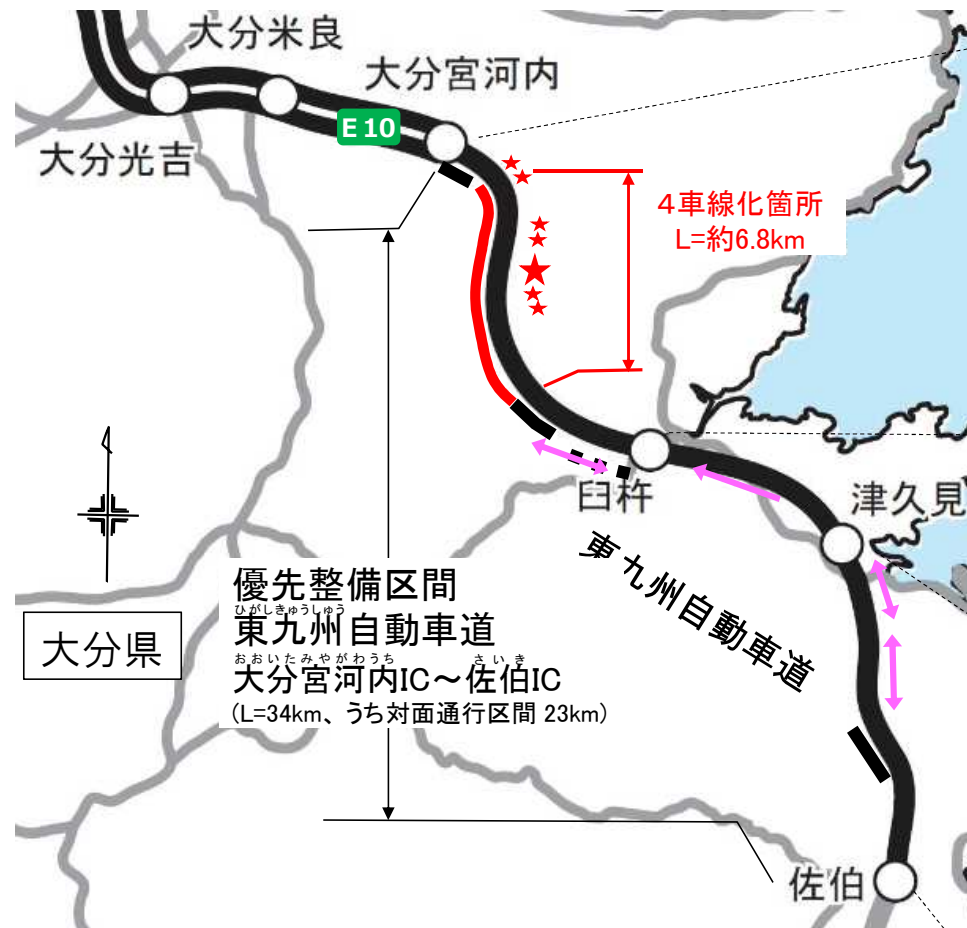 大分米良
大分宮河内
E10
大分光吉
4車線化箇所
L=約6.8km
臼杵
津久見
東九州自動車道
大分県
優先整備区間
ひがしきゅうしゅう
東九州自動車道
おおいたみやがわうち さいき
大分宮河内IC～佐伯IC
(L=34km、うち対面通行区間 23km)
佐伯